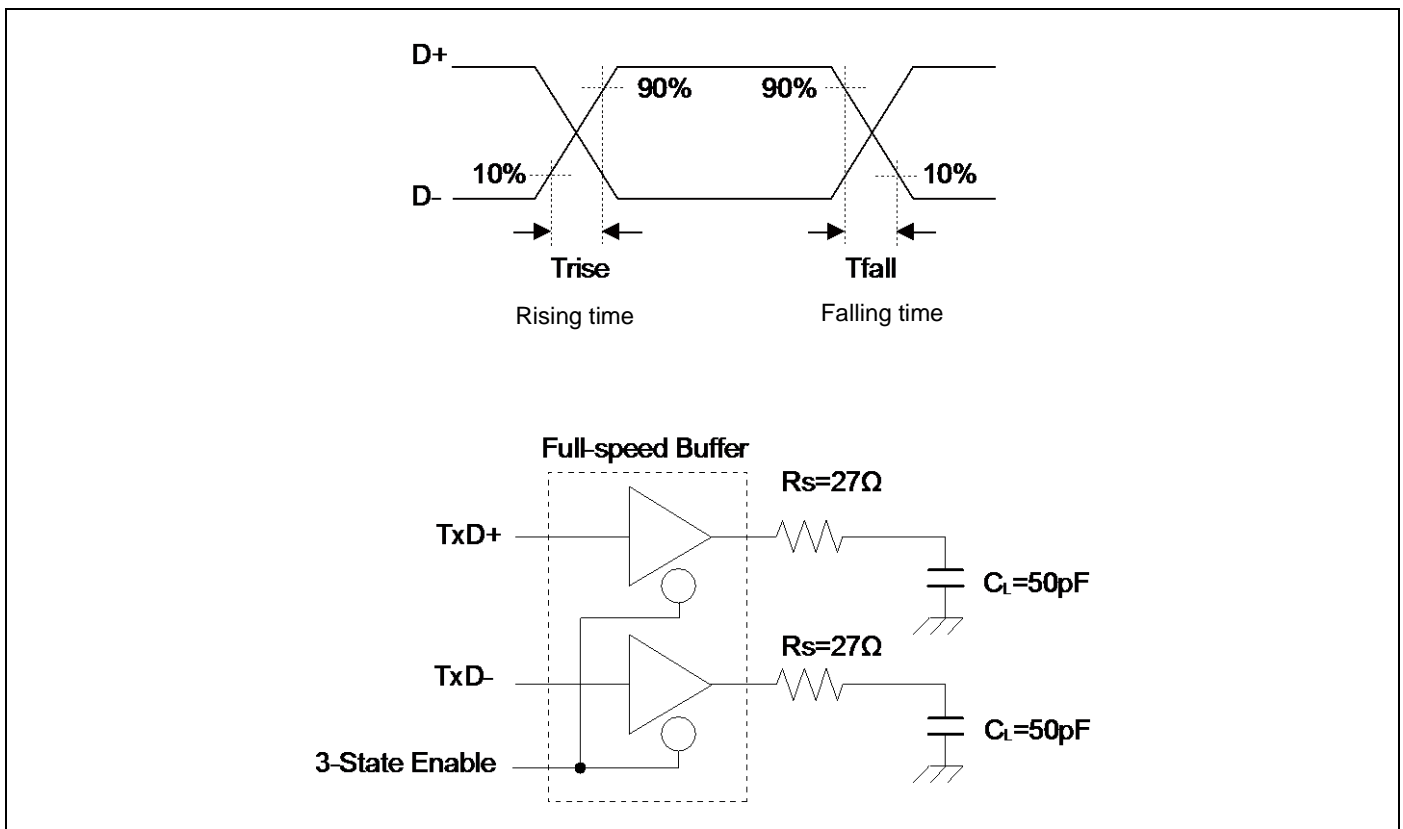 D+
90% 90%
10% 10%
D-
Trise Tfall
Rising time Falling time
Full-speed Buffer
Rs=27Ω
TxD+
CL=50pF
Rs=27Ω
TxD-
CL=50pF
3-State Enable